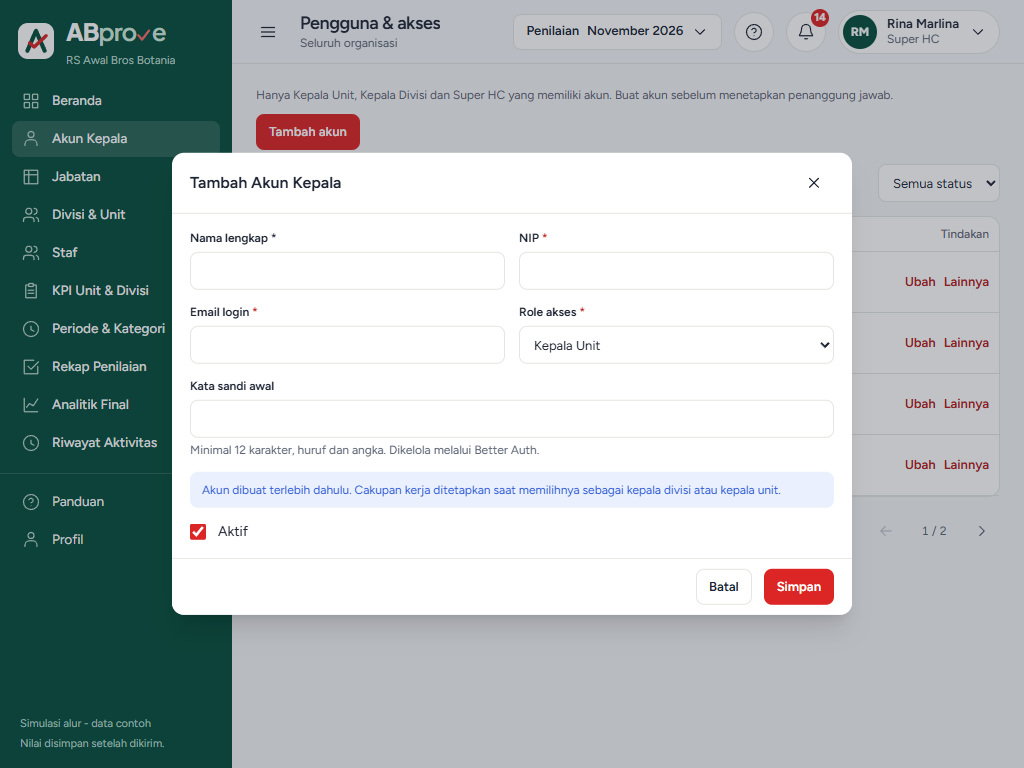 ABprove
RS Awal Bros Botania
Beranda
Akun Kepala
Jabatan
Divisi & Unit
Staf
KPI Unit & Divisi
Periode & Kategori
Rekap Penilaian
Analitik Final
Riwayat Aktivitas
Panduan
Profil
Simulasi alur - data contoh
Nilai disimpan setelah dikirim.
Pengguna & akses
Seluruh organisasi
Penilaian November 2026
14
RM
Rina Marlina
Super HC
Hanya Kepala Unit, Kepala Divisi dan Super HC yang memiliki akun. Buat akun sebelum menetapkan penanggung jawab.
Tambah akun
Semua status
Tindakan
Ubah Lainnya
Ubah Lainnya
Ubah Lainnya
Ubah Lainnya
1 / 2
Tambah Akun Kepala
Nama lengkap *
NIP *
Email login *
Role akses *
Kepala Unit
Kata sandi awal
Minimal 12 karakter, huruf dan angka. Dikelola melalui Better Auth.
Akun dibuat terlebih dahulu. Cakupan kerja ditetapkan saat memilihnya sebagai kepala divisi atau kepala unit.
Aktif
Batal
Simpan